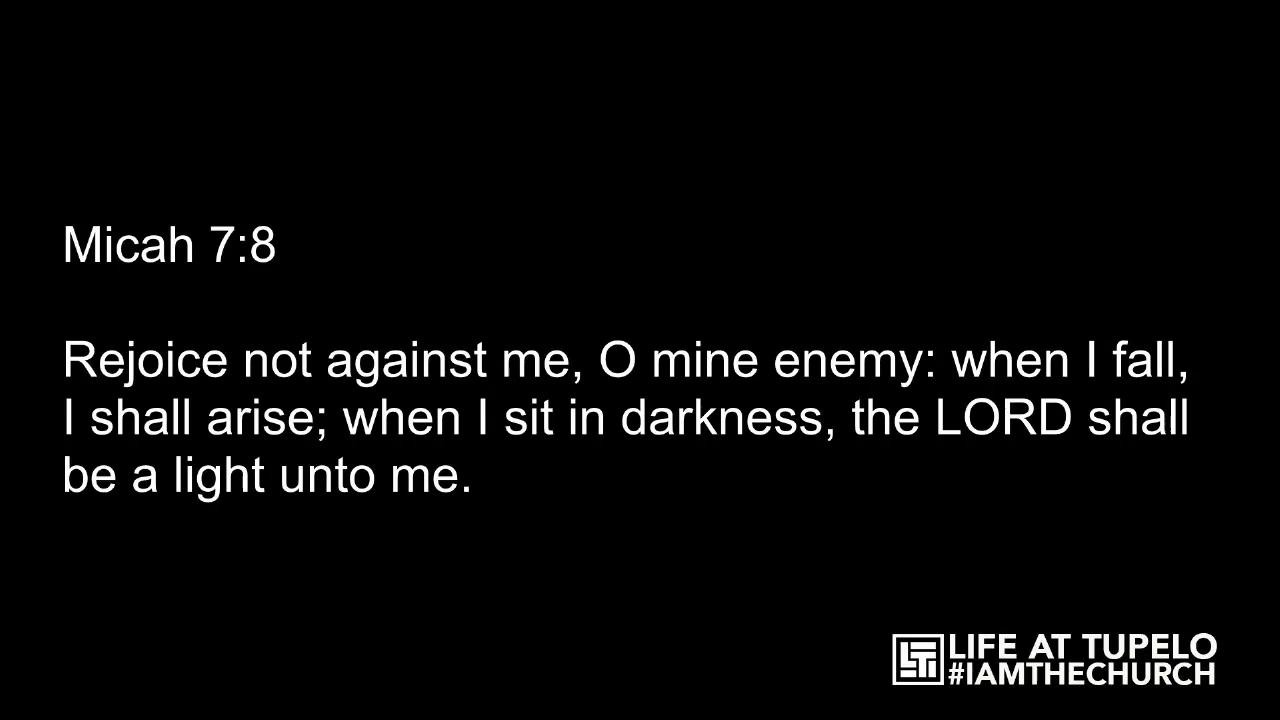 Micah 7:8
Rejoice not against me, O mine enemy: when I fall,
I shall arise; when I sit in darkness, the LORD shall
be a light unto me.
LIFE AT TUPELO
#IAMTHECHURCH